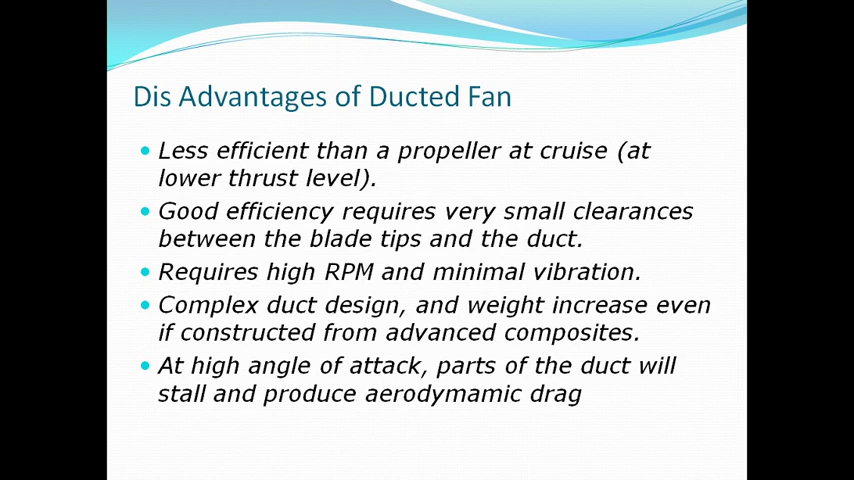 Dis Advantages of Ducted Fan
• Less efficient than a propeller at cruise (at
lower thrust level).
• Good efficiency requires very small clearances
between the blade tips and the duct.
• Requires high RPM and minimal vibration.
• Complex duct design, and weight increase even
if constructed from advanced composites.
• At high angle of attack, parts of the duct will
stall and produce aerodymamic drag